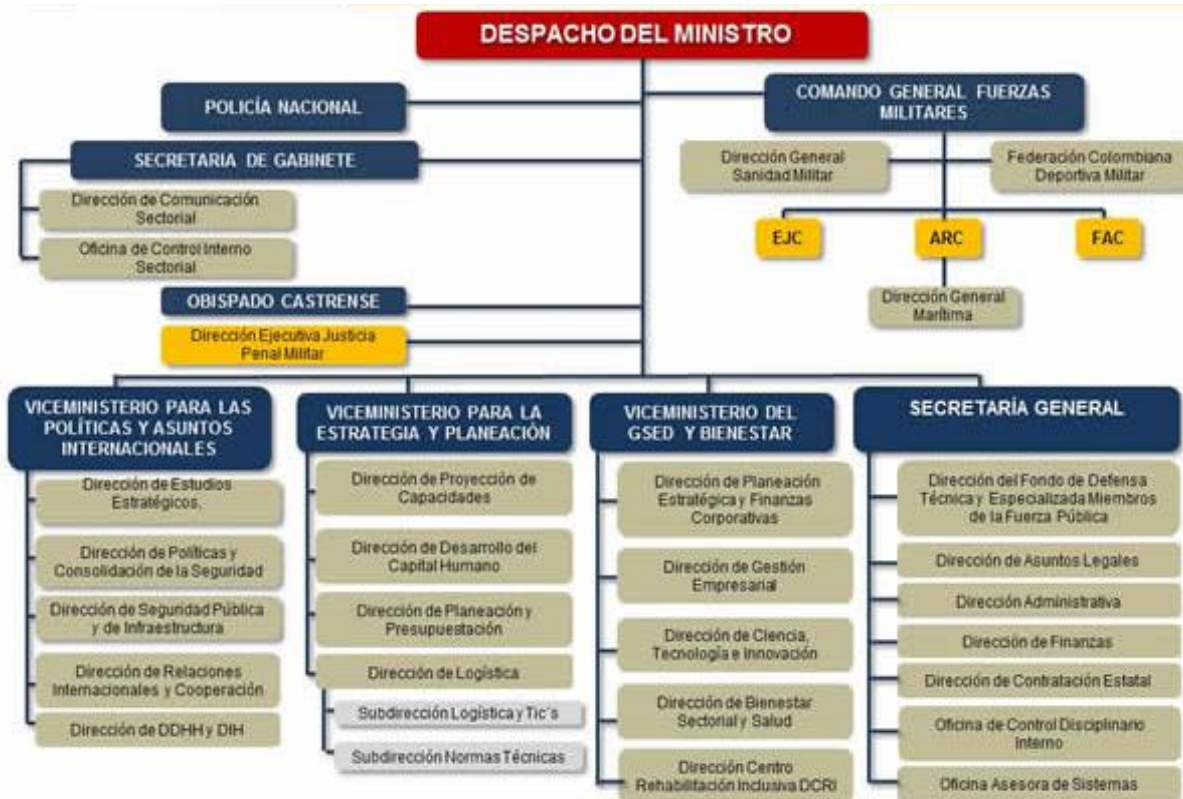 DESPACHO DEL MINISTRO
POLICÍA NACIONAL
COMANDO GENERAL FUERZAS
MILITARES
SECRETARIA DE GABINETE
Dirección de Comunicación
Sectorial
Oficina de Control Interno
Sectorial
Dirección General
Sanidad Militar
Federación Colombiana
Deportiva Militar
EJC
ARC
FAC
Dirección General
Marítima
OBISPADO CASTRENSE
Dirección Ejecutiva Justicia
Penal Militar
VICEMINISTERIO PARA LAS
POLÍTICAS Y ASUNTOS
INTERNACIONALES
Dirección de Estudios
Estratégicos.
Dirección de Políticas y
Consolidación de la Seguridad
Dirección de Seguridad Pública
y de Infraestructura
Dirección de Relaciones
Internacionales y Cooperación
Dirección de DDHH y DIH
VICEMINISTERIO PARA LA
ESTRATEGIA Y PLANEACIÓN
Dirección de Proyección de
Capacidades
Dirección de Desarrollo del
Capital Humano
Dirección de Planeación y
Presupuestación
Dirección de Logística
Subdirección Logística y Tic´s
Subdirección Normas Técnicas
VICEMINISTERIO DEL
GSED Y BIENESTAR
Dirección de Planeación
Estratégica y Finanzas
Corporativas
Dirección de Gestión
Empresarial
Dirección de Ciencia,
Tecnología e Innovación
Dirección de Bienestar
Sectorial y Salud
Dirección Centro
Rehabilitación Inclusiva DCRI
SECRETARÍA GENERAL
Dirección del Fondo de Defensa
Técnica y Especializada Miembros
de la Fuerza Pública
Dirección de Asuntos Legales
Dirección Administrativa
Dirección de Finanzas
Dirección de Contratación Estatal
Oficina de Control Disciplinario
Interno
Oficina Asesora de Sistemas